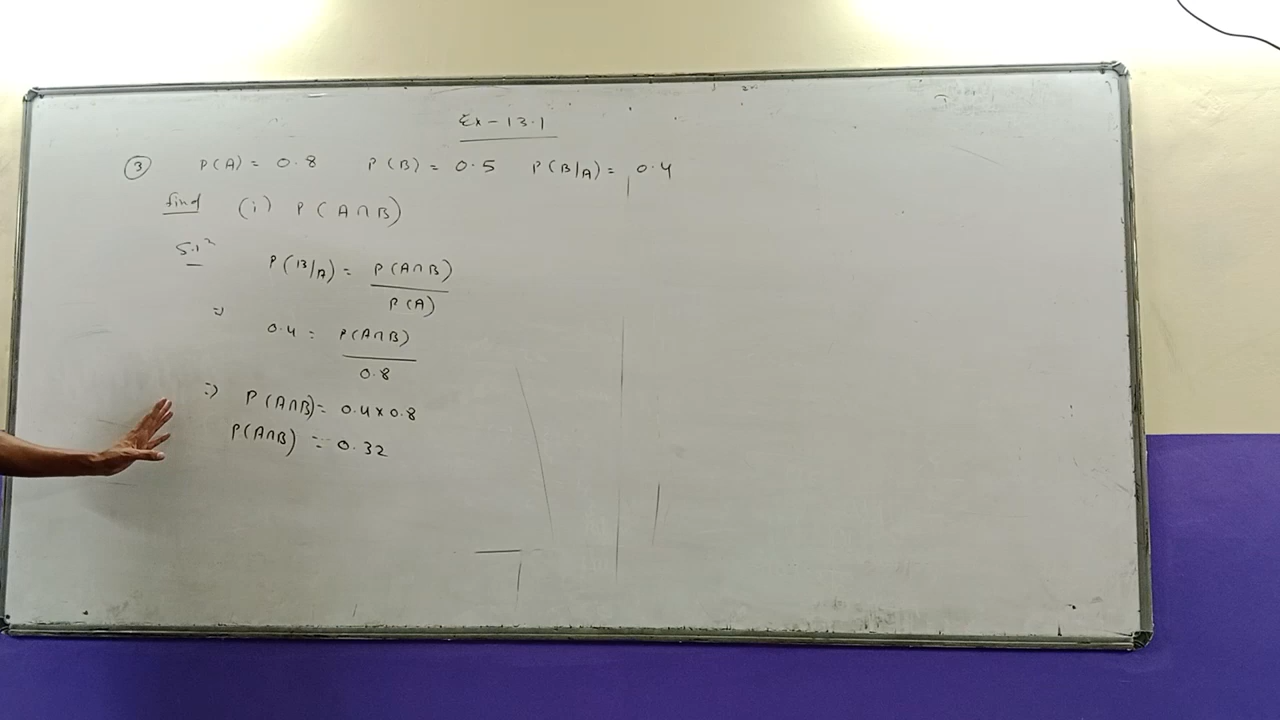 Ex-13.1
③ P(A) = 0.8 P(B) = 0.5 P(B/A) = 0.4
find (i) P(A∩B)
Solⁿ
P(B/A) = P(A∩B)
P(A)
⇒ 0.4 = P(A∩B)
0.8
⇒ P(A∩B) = 0.4 × 0.8
P(A∩B) = 0.32